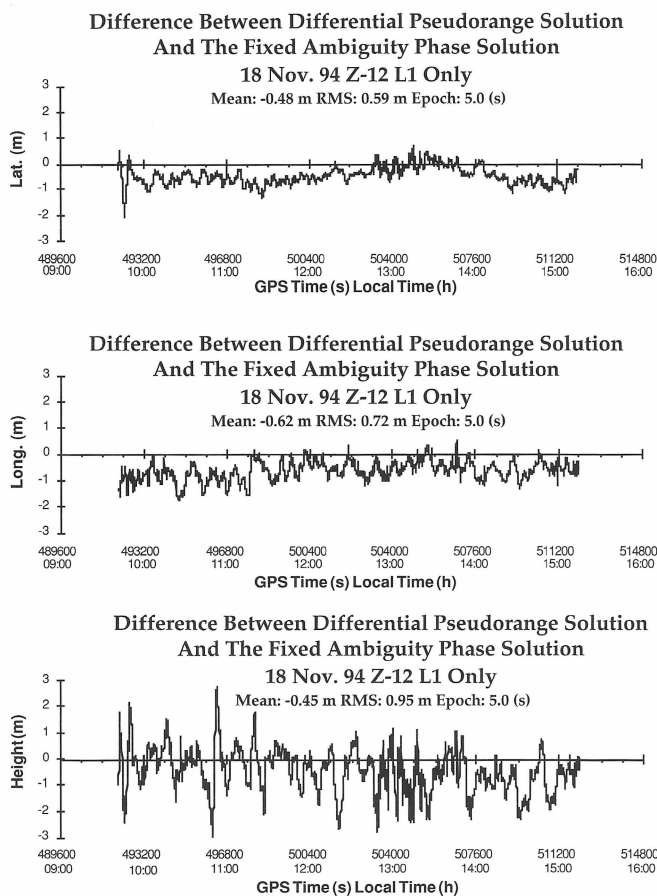 Difference Between Differential Pseudorange Solution
And The Fixed Ambiguity Phase Solution
18 Nov. 94 Z-12 L1 Only
Mean: -0.48 m RMS: 0.59 m Epoch: 5.0 (s)
3
2
1
0
-1
-2
-3
Lat. (m)
489600 493200 496800 500400 504000 507600 511200 514800
09:00 10:00 11:00 12:00 13:00 14:00 15:00 16:00
GPS Time (s) Local Time (h)
Difference Between Differential Pseudorange Solution
And The Fixed Ambiguity Phase Solution
18 Nov. 94 Z-12 L1 Only
Mean: -0.62 m RMS: 0.72 m Epoch: 5.0 (s)
3
2
1
0
-1
-2
-3
Long. (m)
489600 493200 496800 500400 504000 507600 511200 514800
09:00 10:00 11:00 12:00 13:00 14:00 15:00 16:00
GPS Time (s) Local Time (h)
Difference Between Differential Pseudorange Solution
And The Fixed Ambiguity Phase Solution
18 Nov. 94 Z-12 L1 Only
Mean: -0.45 m RMS: 0.95 m Epoch: 5.0 (s)
3
2
1
0
-1
-2
-3
Height (m)
489600 493200 496800 500400 504000 507600 511200 514800
09:00 10:00 11:00 12:00 13:00 14:00 15:00 16:00
GPS Time (s) Local Time (h)